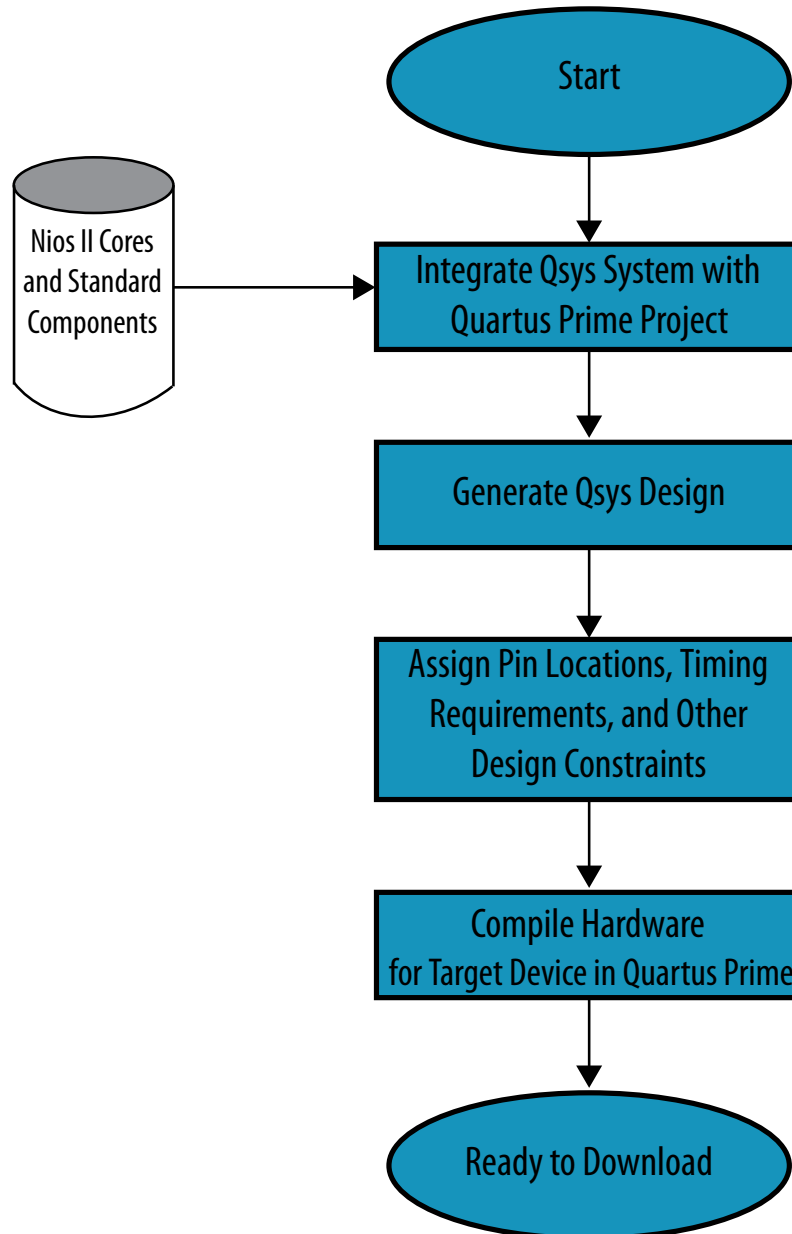 Start
Nios II Cores
and Standard
Components
Integrate Qsys System with
Quartus Prime Project
Generate Qsys Design
Assign Pin Locations, Timing
Requirements, and Other
Design Constraints
Compile Hardware
for Target Device in Quartus Prime
Ready to Download